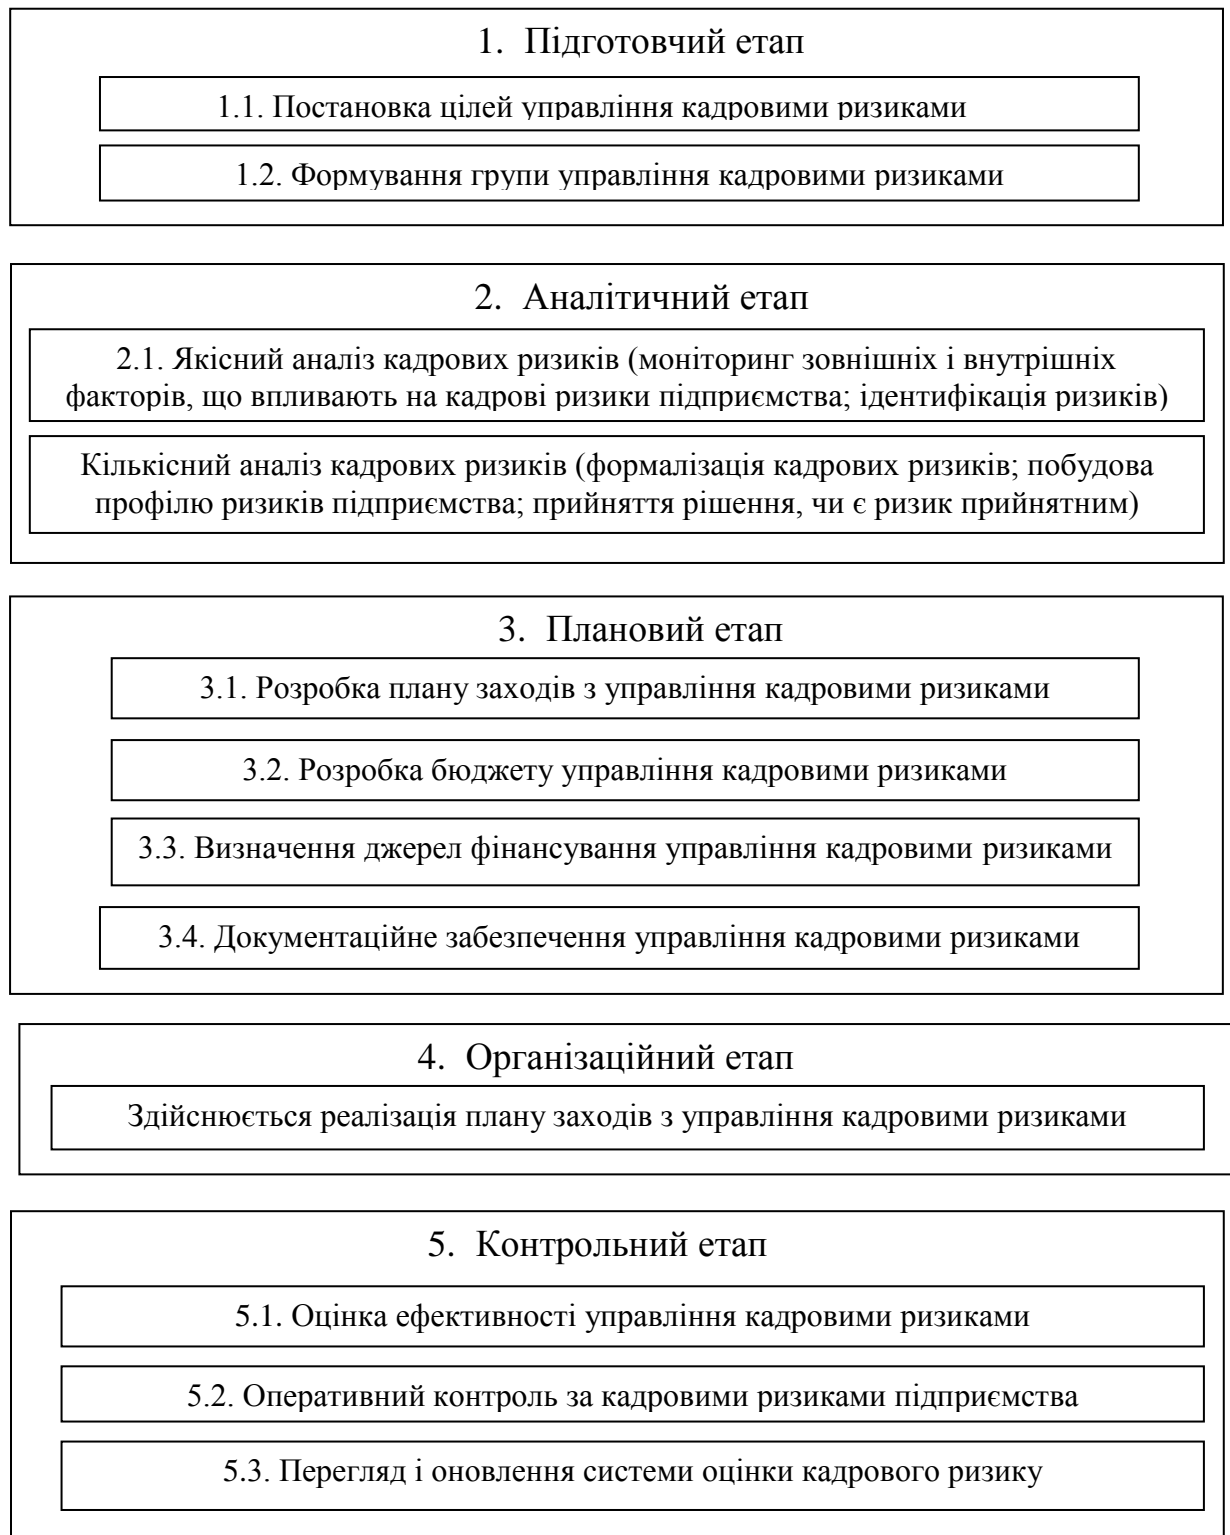 1. Підготовчий етап
1.1. Постановка цілей управління кадровими ризиками
1.2. Формування групи управління кадровими ризиками
2. Аналітичний етап
2.1. Якісний аналіз кадрових ризиків (моніторинг зовнішніх і внутрішніх
факторів, що впливають на кадрові ризики підприємства; ідентифікація ризиків)
Кількісний аналіз кадрових ризиків (формалізація кадрових ризиків; побудова
профілю ризиків підприємства; прийняття рішення, чи є ризик прийнятним)
3. Плановий етап
3.1. Розробка плану заходів з управління кадровими ризиками
3.2. Розробка бюджету управління кадровими ризиками
3.3. Визначення джерел фінансування управління кадровими ризиками
3.4. Документаційне забезпечення управління кадровими ризиками
4. Організаційний етап
Здійснюється реалізація плану заходів з управління кадровими ризиками
5. Контрольний етап
5.1. Оцінка ефективності управління кадровими ризиками
5.2. Оперативний контроль за кадровими ризиками підприємства
5.3. Перегляд і оновлення системи оцінки кадрового ризику